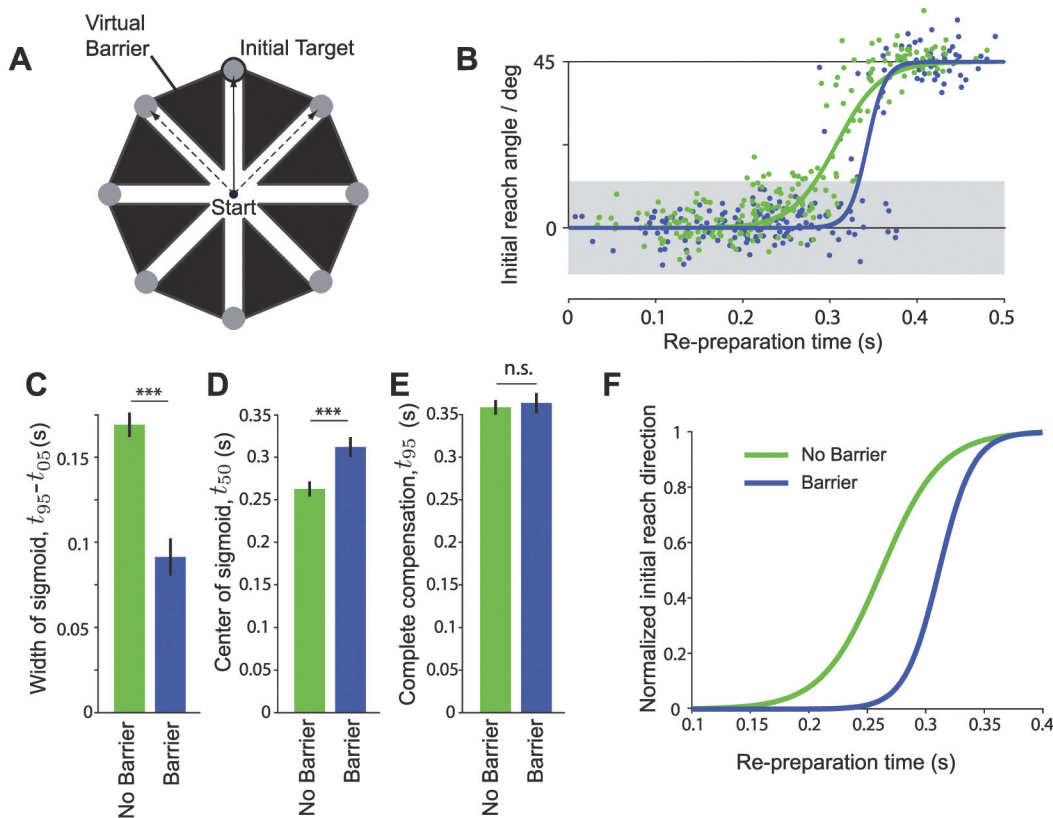 A
Virtual
Barrier
Initial Target
Start
B
Initial reach angle / deg
45
0
0
0.1
0.2
0.3
0.4
0.5
Re-preparation time (s)
C
***
Width of sigmoid, t95-t05(s)
0.15
0.1
0.05
0
No Barrier
Barrier
D
***
Center of sigmoid, t50 (s)
0.35
0.3
0.25
0.2
0.15
0.1
0.05
0
No Barrier
Barrier
E
n.s.
Complete compensation, t95 (s)
0.35
0.3
0.25
0.2
0.15
0.1
0.05
0
No Barrier
Barrier
F
No Barrier
Barrier
Normalized initial reach direction
1
0.8
0.6
0.4
0.2
0
0.1
0.15
0.2
0.25
0.3
0.35
0.4
Re-preparation time (s)